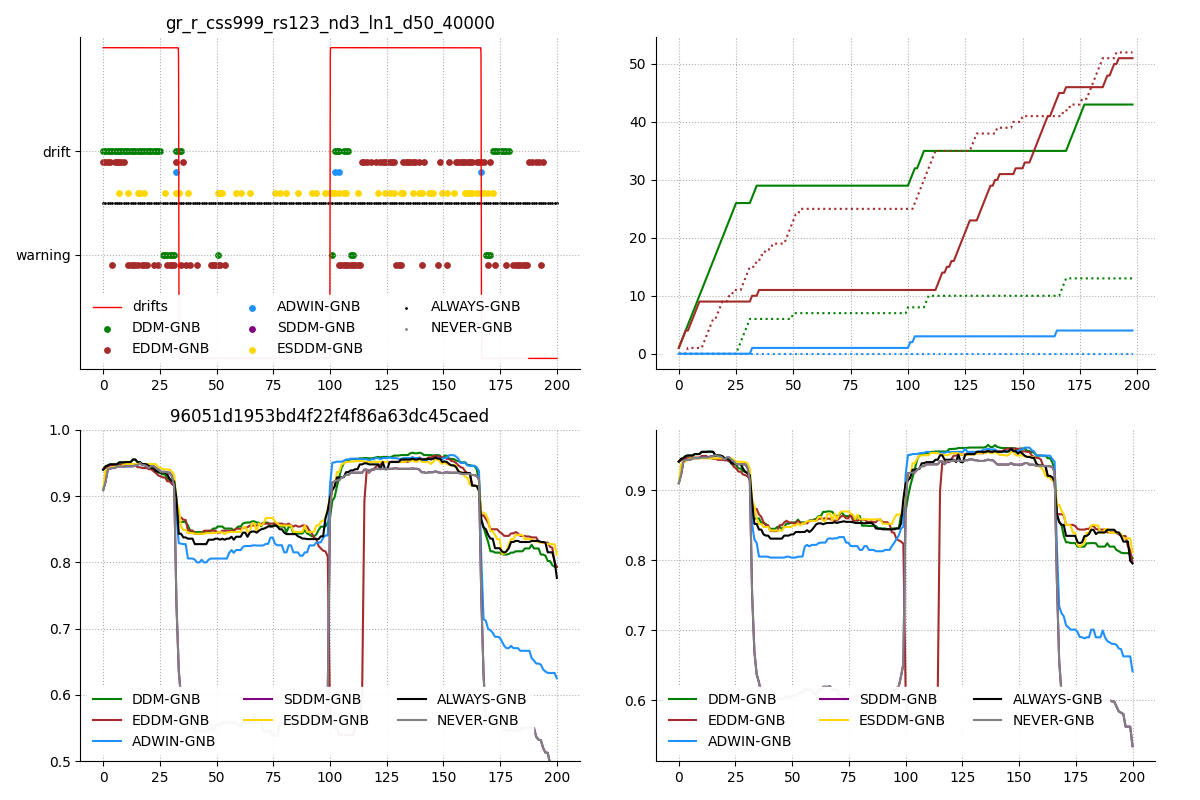 gr_r_css999_rs123_nd3_ln1_d50_40000
drift
warning
drifts
DDM-GNB
EDDM-GNB
ADWIN-GNB
SDDM-GNB
ESDDM-GNB
ALWAYS-GNB
NEVER-GNB
0 25 50 75 100 125 150 175 200
50
40
30
20
10
0
0 25 50 75 100 125 150 175 200
96051d1953bd4f22f4f86a63dc45caed
1.0
0.9
0.8
0.7
0.6
0.5
DDM-GNB
EDDM-GNB
ADWIN-GNB
SDDM-GNB
ESDDM-GNB
ALWAYS-GNB
NEVER-GNB
0 25 50 75 100 125 150 175 200
0.9
0.8
0.7
0.6
DDM-GNB
EDDM-GNB
ADWIN-GNB
SDDM-GNB
ESDDM-GNB
ALWAYS-GNB
NEVER-GNB
0 25 50 75 100 125 150 175 200